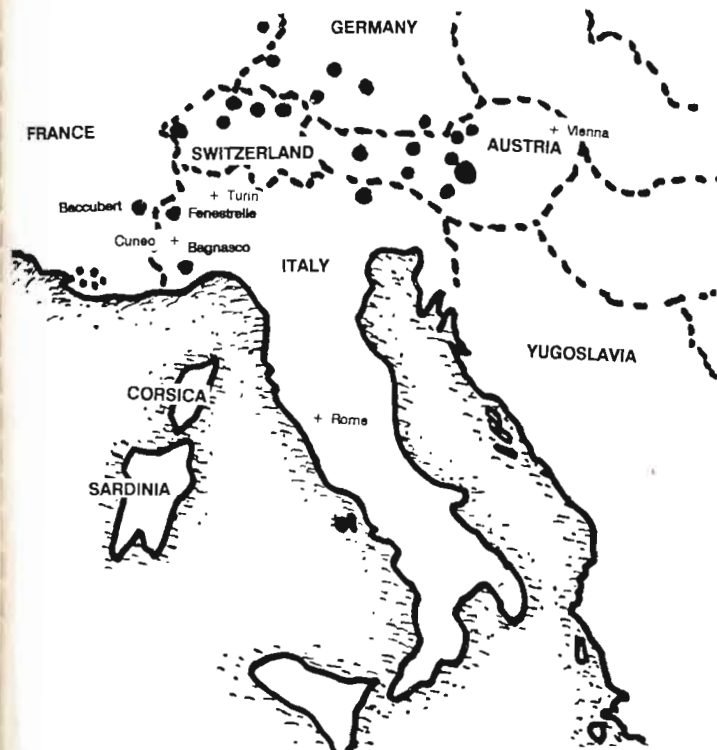 GERMANY
FRANCE
+ Vienna
AUSTRIA
SWITZERLAND
+ Turin
Baccubert
Fenestrelle
Cuneo +
Bagnasco
ITALY
YUGOSLAVIA
CORSICA
+ Rome
SARDINIA